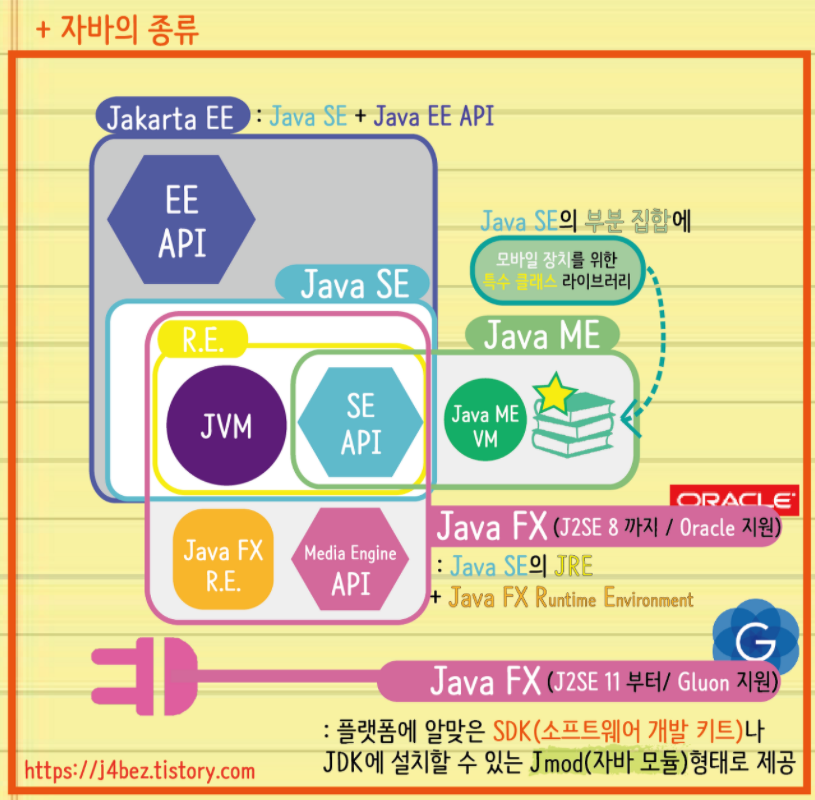 + 자바의 종류
Jakarta EE : Java SE + Java EE API
EE
API
Java SE의 부분 집합에
모바일 장치를 위한
특수 클래스 라이브러리
Java SE
R.E.
Java ME
JVM
SE
API
Java ME
VM
ORACLE
Java FX (J2SE 8 까지 / Oracle 지원)
: Java SE의 JRE
+ Java FX Runtime Environment
Java FX
R.E.
Media Engine
API
G
Java FX (J2SE 11 부터/ Gluon 지원)
: 플랫폼에 알맞은 SDK(소프트웨어 개발 키트)나
JDK에 설치할 수 있는 Jmod(자바 모듈)형태로 제공
https://j4bez.tistory.com